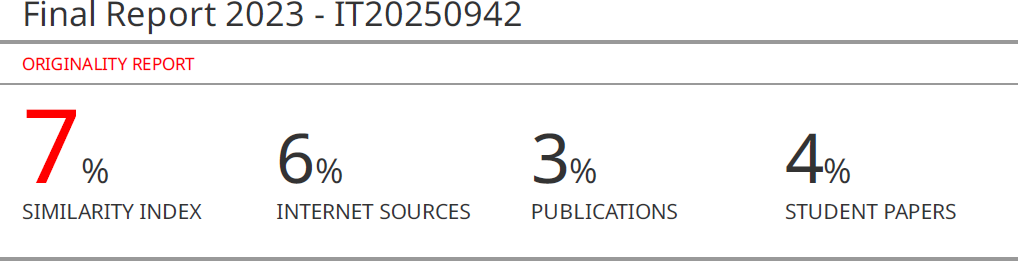 Final Report 2023 - IT20250942
ORIGINALITY REPORT
7% 6% 3% 4%
SIMILARITY INDEX INTERNET SOURCES PUBLICATIONS STUDENT PAPERS